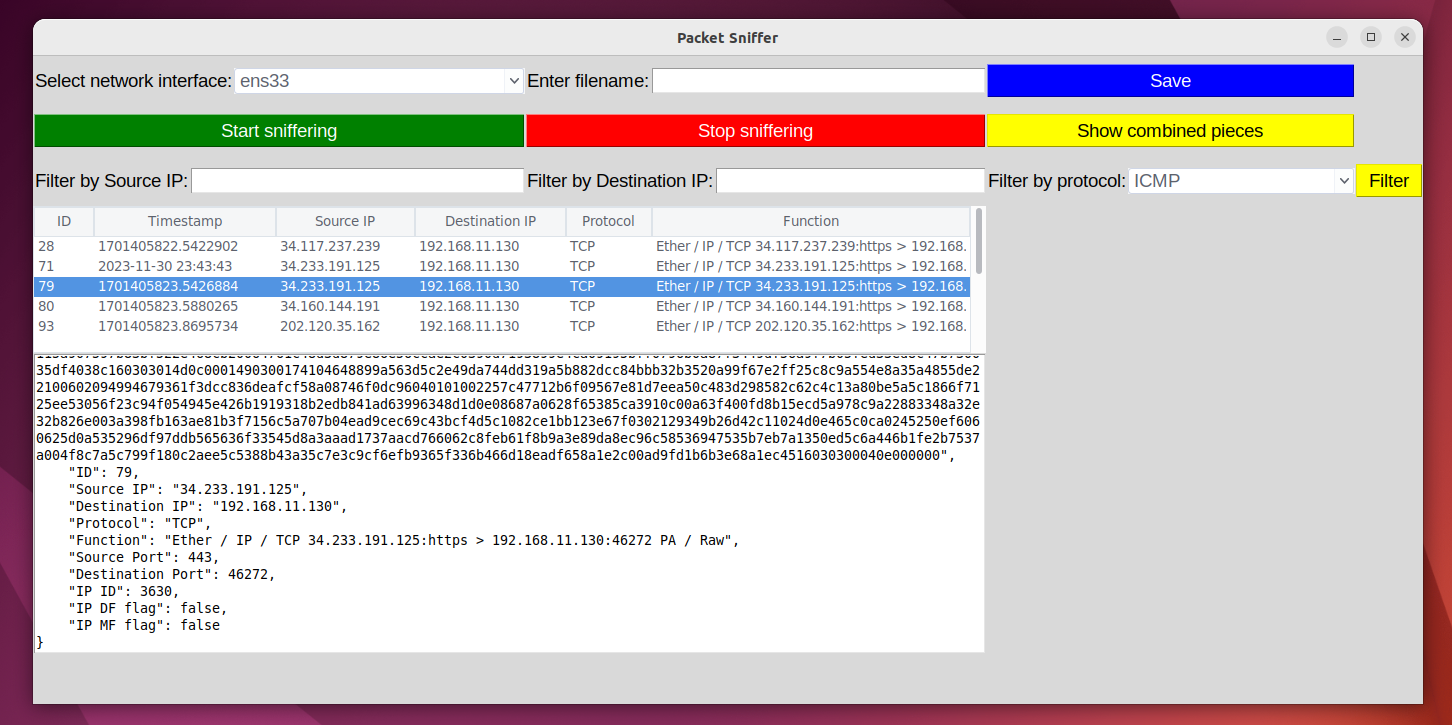 Packet Sniffer
Select network interface: ens33 Enter filename: Save
Start sniffering Stop sniffering Show combined pieces
Filter by Source IP: Filter by Destination IP: Filter by protocol: ICMP Filter
ID Timestamp Source IP Destination IP Protocol Function
28 1701405822.5422902 34.117.237.239 192.168.11.130 TCP Ether / IP / TCP 34.117.237.239:https > 192.168.
71 2023-11-30 23:43:43 34.233.191.125 192.168.11.130 TCP Ether / IP / TCP 34.233.191.125:https > 192.168.
79 1701405823.5426884 34.233.191.125 192.168.11.130 TCP Ether / IP / TCP 34.233.191.125:https > 192.168.
80 1701405823.5880265 34.160.144.191 192.168.11.130 TCP Ether / IP / TCP 34.160.144.191:https > 192.168.
93 1701405823.8695734 202.120.35.162 192.168.11.130 TCP Ether / IP / TCP 202.120.35.162:https > 192.168.
35df4038c160303014d0c0001490300174104648899a563d5c2e49da744dd319a5b882dcc84bbb32b3520a99f67e2ff25c8c9a554e8a35a4855de2
2100602094994679361f3dcc836deafcf58a08746f0dc96040101002257c47712b6f09567e81d7eea50c483d298582c62c4c13a80be5a5c1866f71
25ee53056f23c94f054945e426b1919318b2edb841ad63996348d1d0e08687a0628f65385ca3910c00a63f400fd8b15ecd5a978c9a22883348a32e
32b826e003a398fb163ae81b3f7156c5a707b04ead9cec69c43bcf4d5c1082ce1bb123e67f0302129349b26d42c11024d0e465c0ca0245250ef606
0625d0a535296df97ddb565636f33545d8a3aaad1737aacd766062c8feb61f8b9a3e89da8ec96c58536947535b7eb7a1350ed5c6a446b1fe2b7537
a004f8c7a5c799f180c2aee5c5388b43a35c7e3c9cf6efb9365f336b466d18eadf658a1e2c00ad9fd1b6b3e68a1ec4516030300040e000000",
"ID": 79,
"Source IP": "34.233.191.125",
"Destination IP": "192.168.11.130",
"Protocol": "TCP",
"Function": "Ether / IP / TCP 34.233.191.125:https > 192.168.11.130:46272 PA / Raw",
"Source Port": 443,
"Destination Port": 46272,
"IP ID": 3630,
"IP DF flag": false,
"IP MF flag": false
}